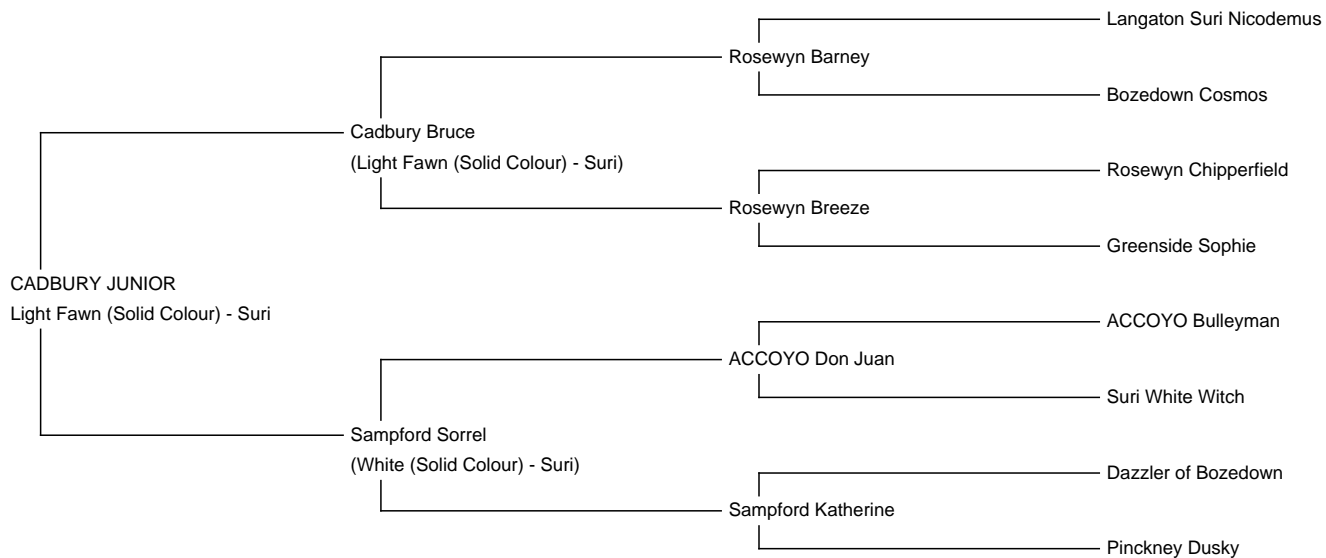 Langaton Suri Nicodemus
Rosewyn Barney
Bozedown Cosmos
Cadbury Bruce
(Light Fawn (Solid Colour) - Suri)
Rosewyn Chipperfield
Rosewyn Breeze
Greenside Sophie
CADBURY JUNIOR
Light Fawn (Solid Colour) - Suri
ACCOYO Bulleyman
ACCOYO Don Juan
Suri White Witch
Sampford Sorrel
(White (Solid Colour) - Suri)
Dazzler of Bozedown
Sampford Katherine
Pinckney Dusky